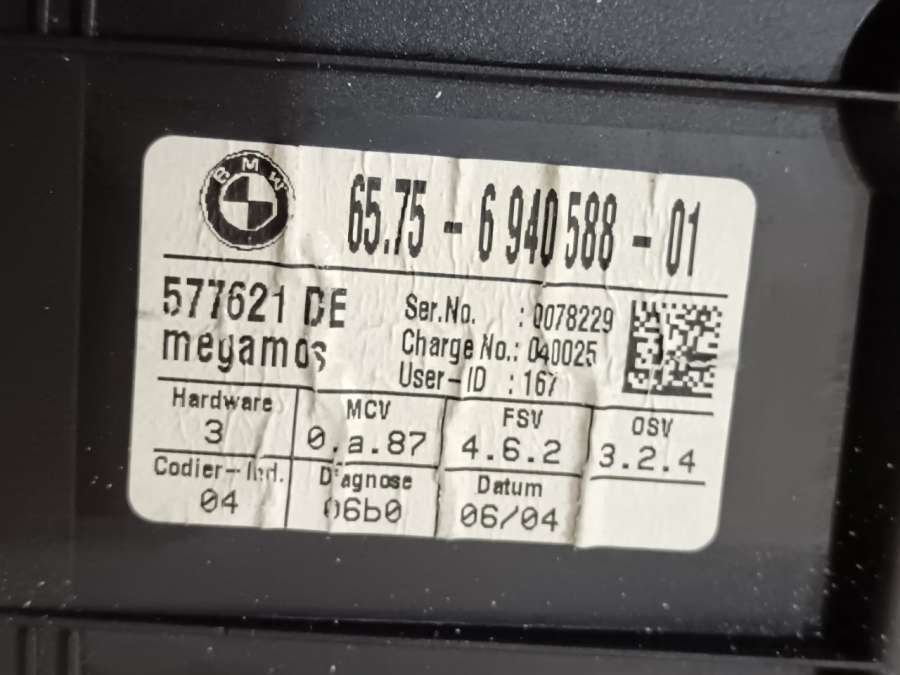 BMW
65.75 - 6 940 588 - 01
577621 DE
megamos
Ser.No. : 0078229
Charge No.: 040025
User-ID : 167
Hardware
3
MCV
0.a.87
FSV
4.6.2
OSV
3.2.4
Codier-Ind.
04
Diagnose
06b0
Datum
06/04